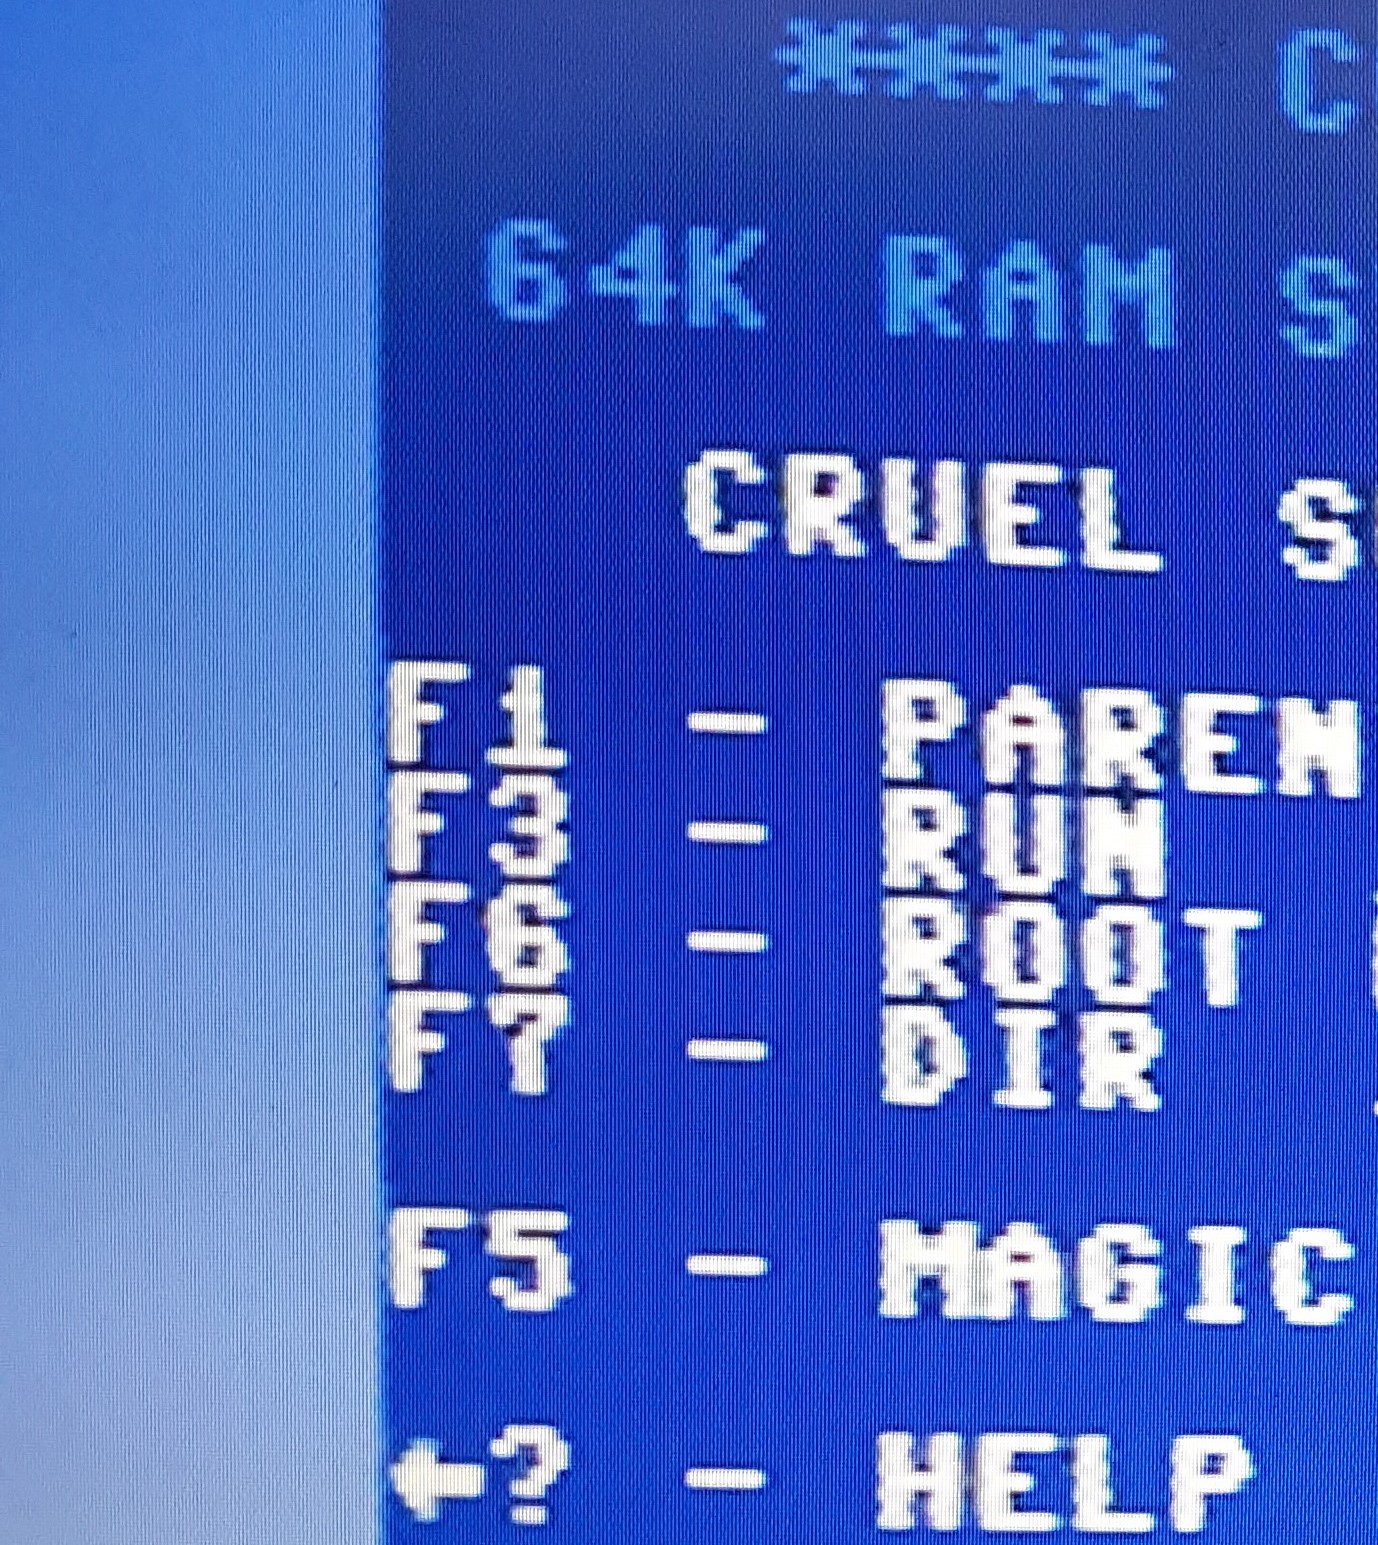 **** C
64K RAM S
CRUEL S
F1 - PAREN
F3 - RUN
F6 - ROOT
F7 - DIR
F5 - MAGIC
←? - HELP